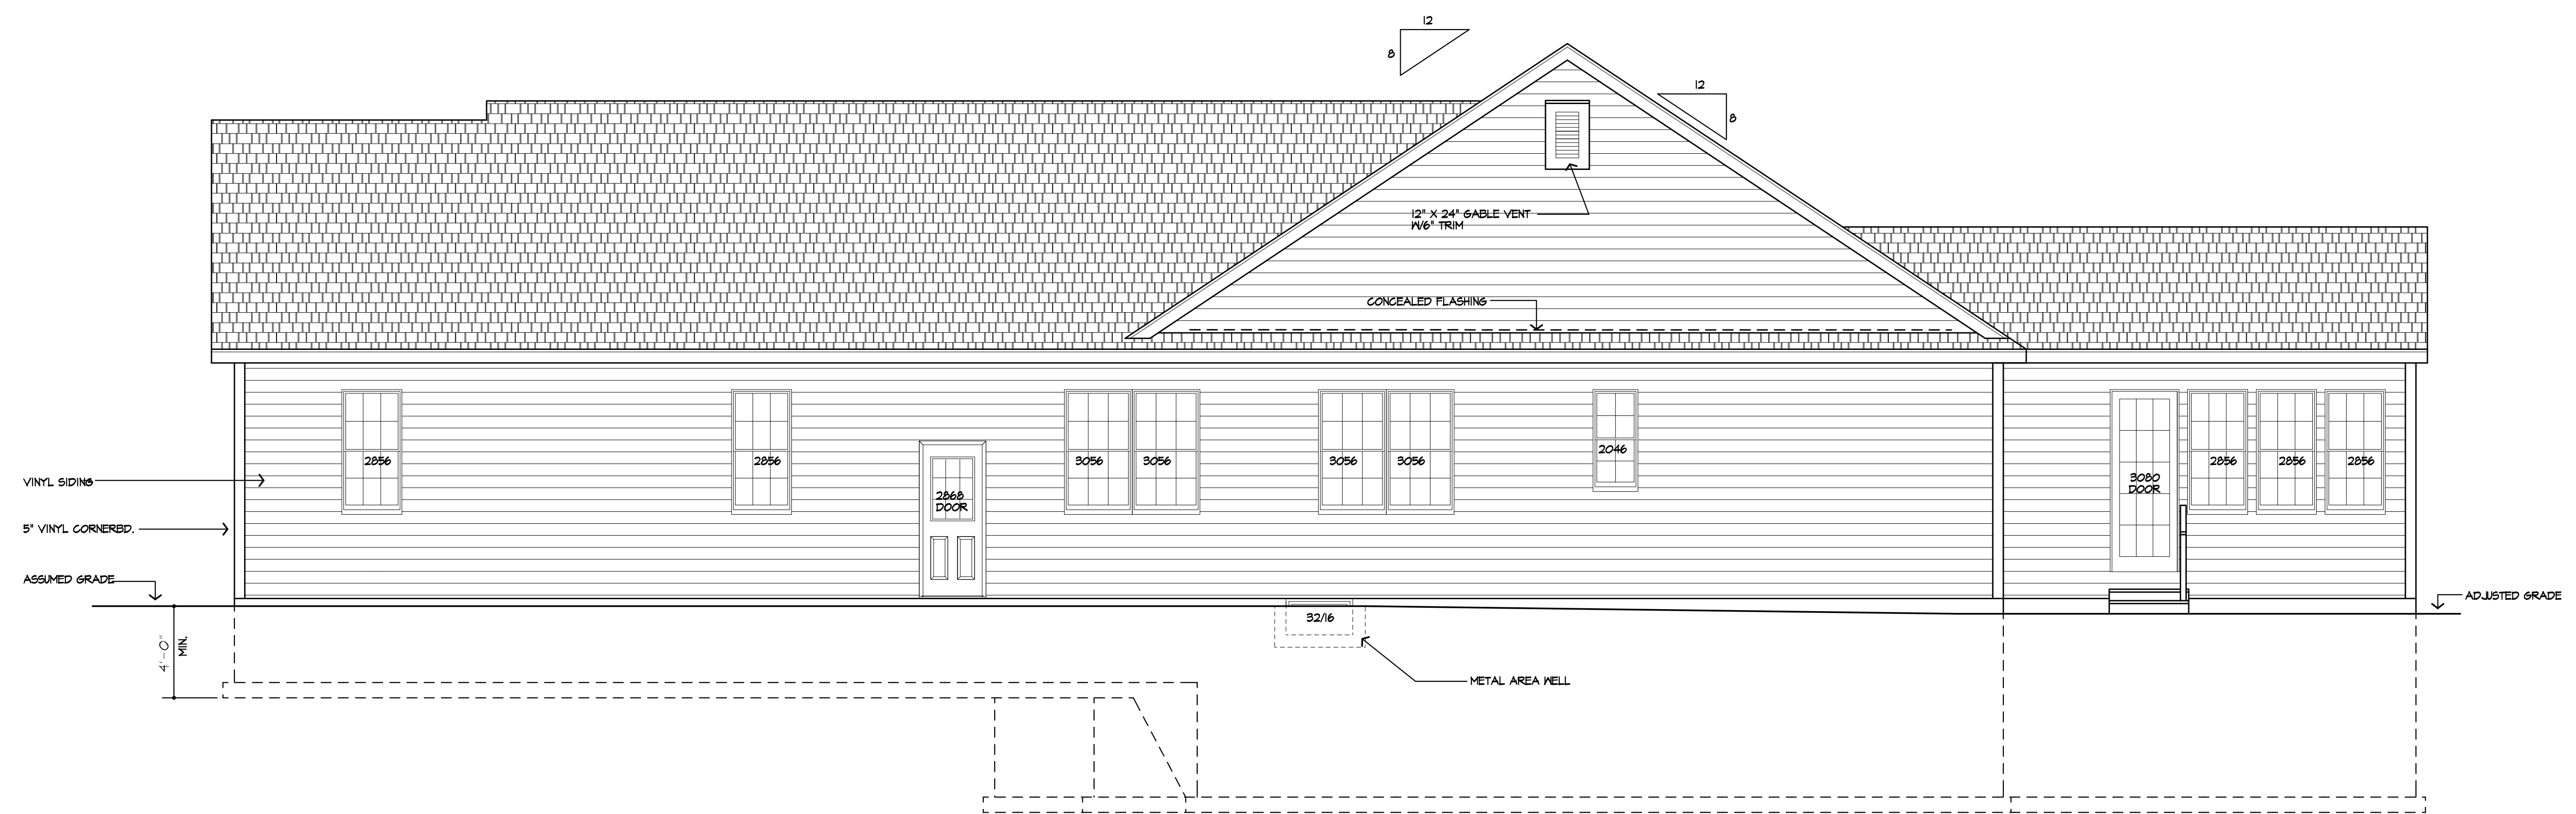 12
8
12
8
12" X 24" GABLE VENT
W/6" TRIM
CONCEALED FLASHING
2856
2856
3056
3056
3056
3056
2046
2856
2856
2856
3080
DOOR
2868
DOOR
VINYL SIDING
5" VINYL CORNERBD.
ASSUMED GRADE
ADJUSTED GRADE
32/16
4'-0"
MIN.
METAL AREA WELL